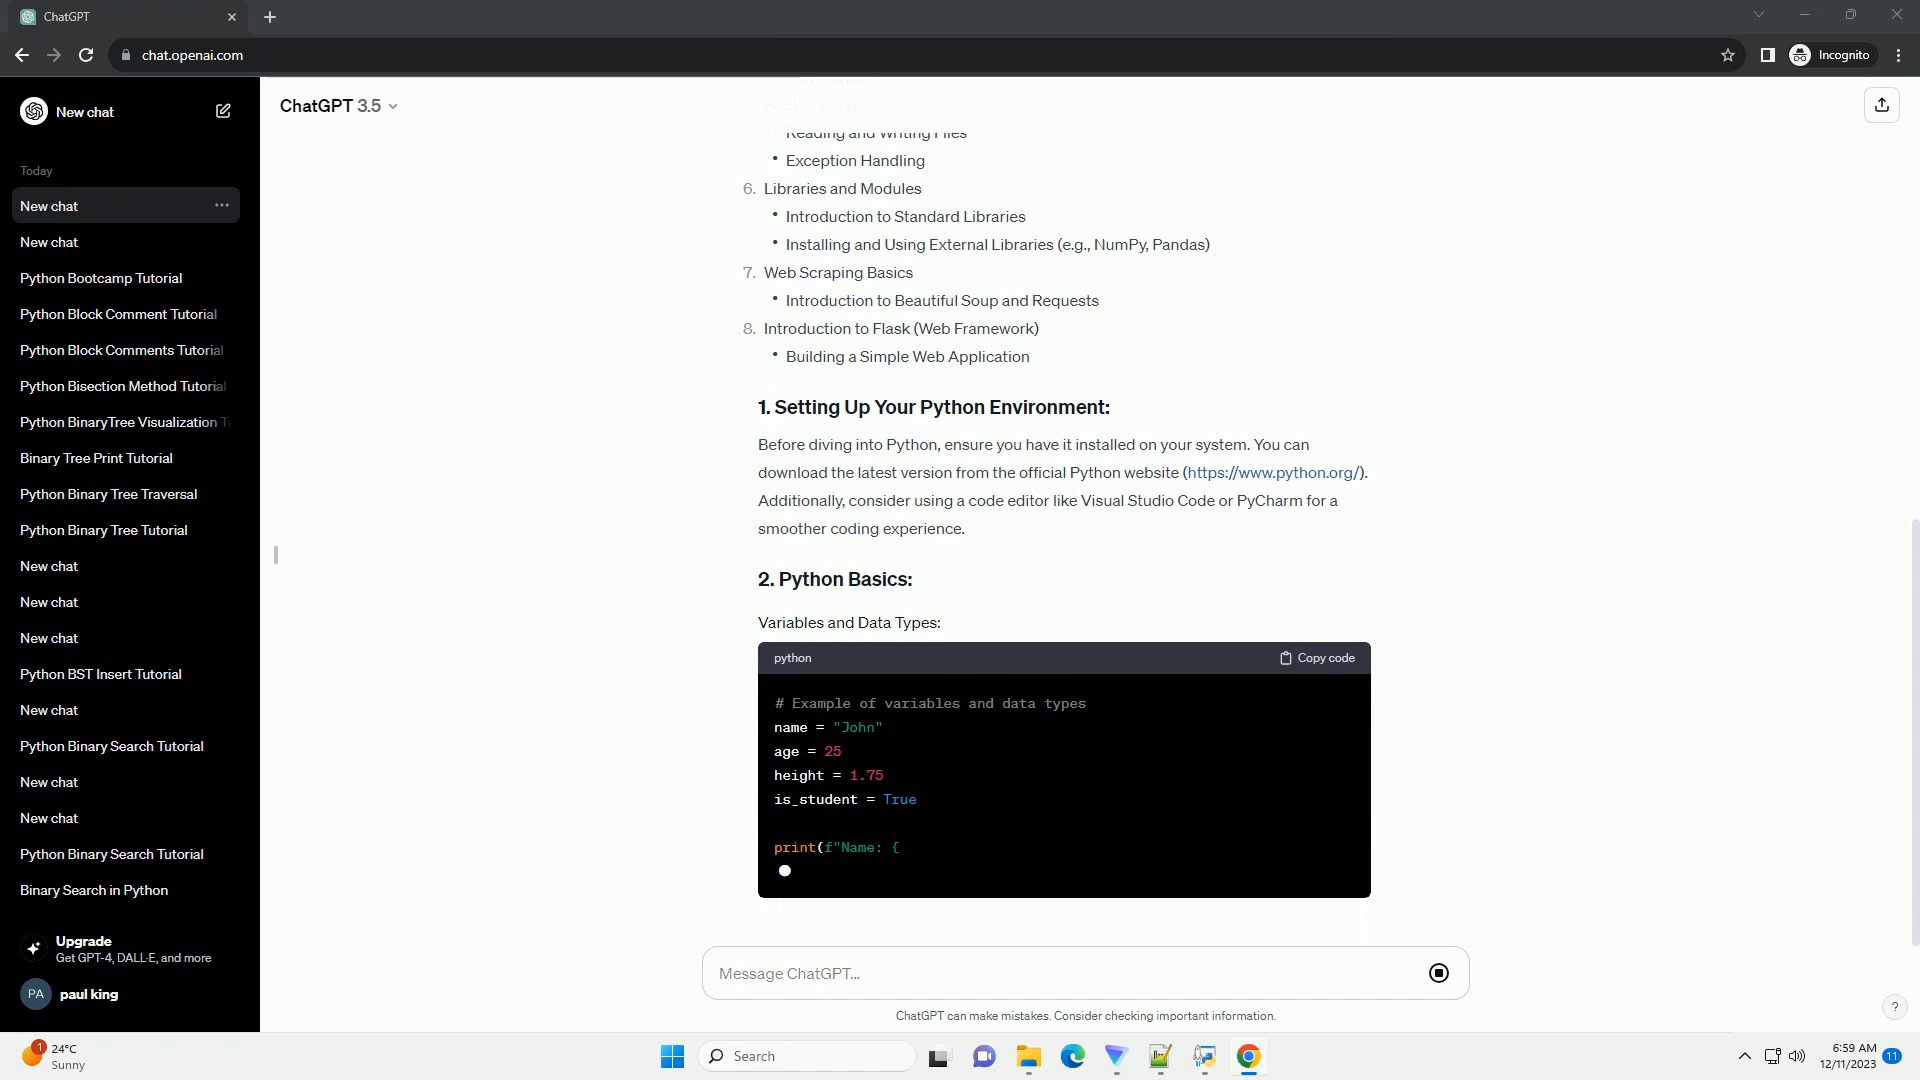 ChatGPT
chat.openai.com
Incognito
New chat
Today
New chat
New chat
Python Bootcamp Tutorial
Python Block Comment Tutorial
Python Block Comments Tutorial
Python Bisection Method Tutorial
Python BinaryTree Visualization T
Binary Tree Print Tutorial
Python Binary Tree Traversal
Python Binary Tree Tutorial
New chat
New chat
New chat
Python BST Insert Tutorial
New chat
Python Binary Search Tutorial
New chat
New chat
Python Binary Search Tutorial
Binary Search in Python
Upgrade
Get GPT-4, DALL·E, and more
PA
paul king
ChatGPT 3.5
• Reading and Writing Files
• Exception Handling
6. Libraries and Modules
• Introduction to Standard Libraries
• Installing and Using External Libraries (e.g., NumPy, Pandas)
7. Web Scraping Basics
• Introduction to Beautiful Soup and Requests
8. Introduction to Flask (Web Framework)
• Building a Simple Web Application
1. Setting Up Your Python Environment:
Before diving into Python, ensure you have it installed on your system. You can
download the latest version from the official Python website (https://www.python.org/).
Additionally, consider using a code editor like Visual Studio Code or PyCharm for a
smoother coding experience.
2. Python Basics:
Variables and Data Types:
python
Copy code
# Example of variables and data types
name = "John"
age = 25
height = 1.75
is_student = True
print(f"Name: {
Message ChatGPT...
ChatGPT can make mistakes. Consider checking important information.
?
1
24°C
Sunny
Search
6:59 AM
12/11/2023
11